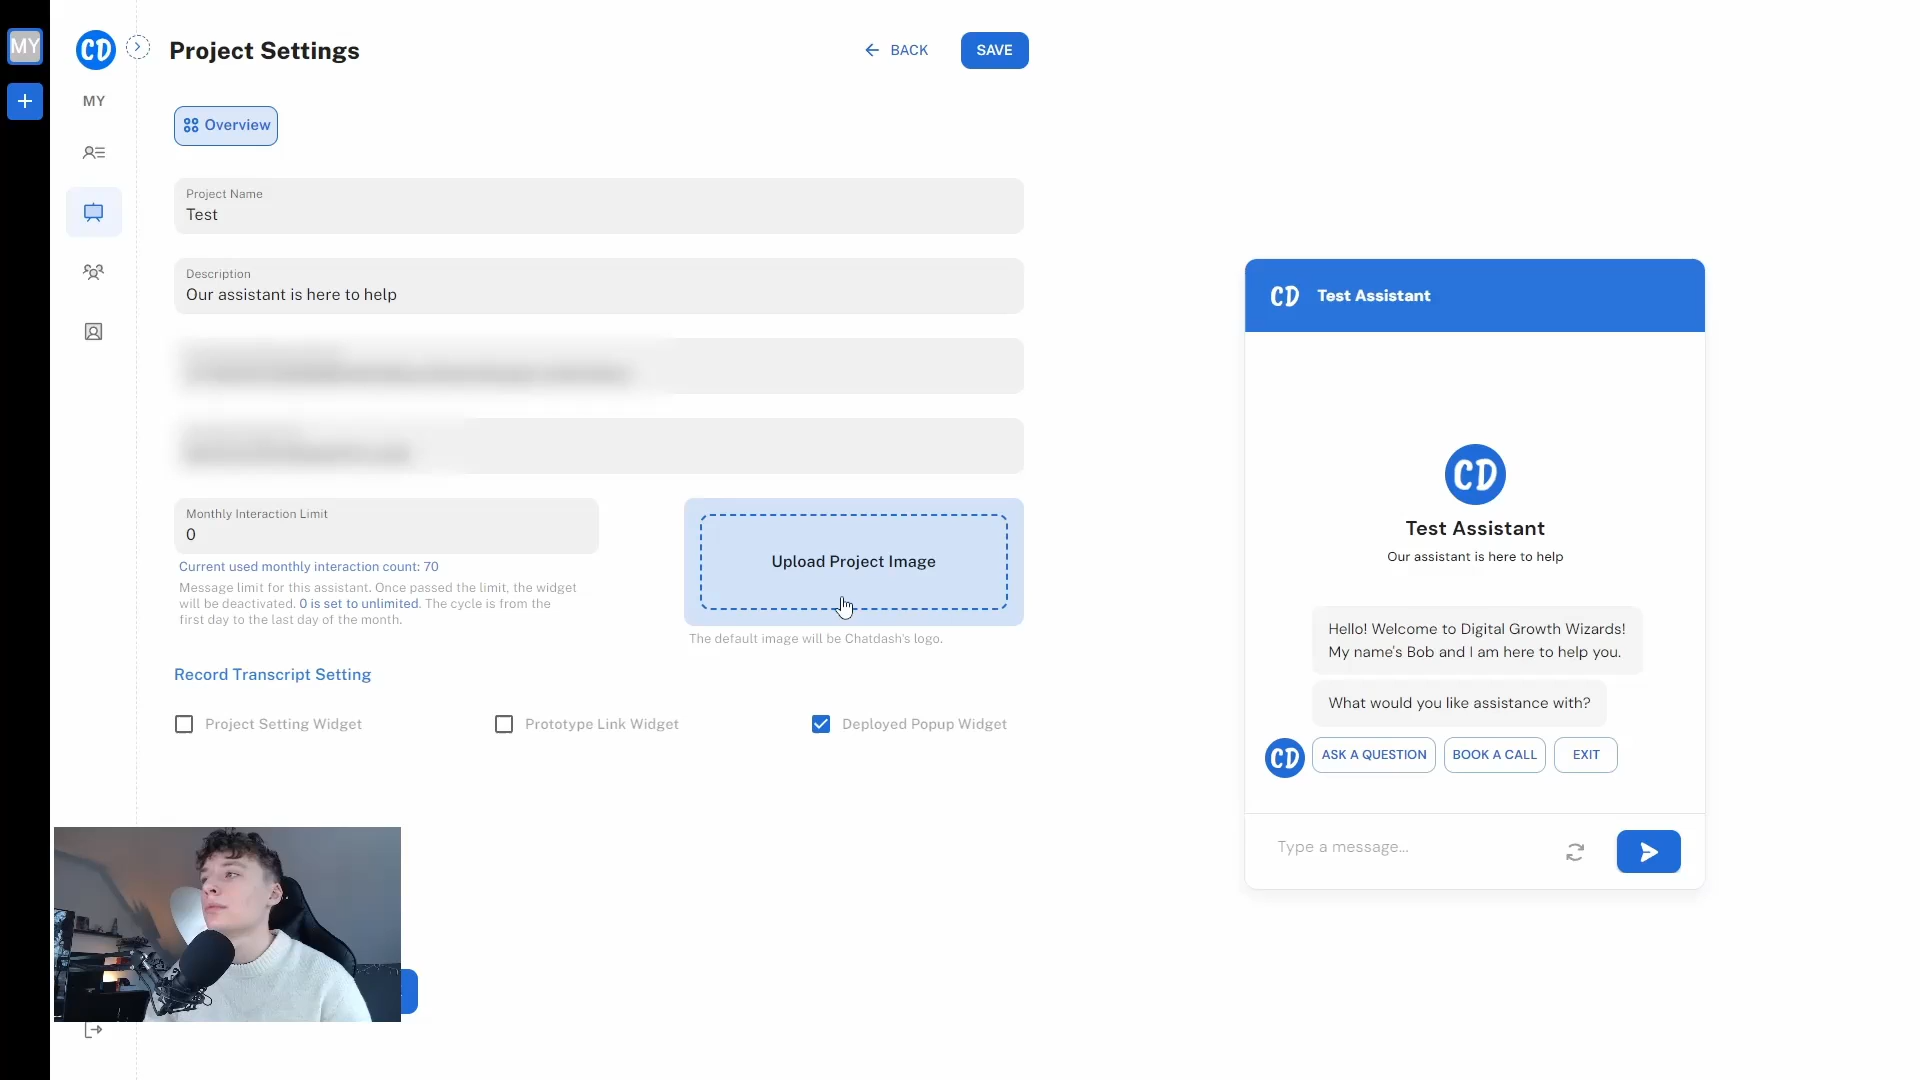 MY
CD
Project Settings
BACK
SAVE
MY
Overview
Project Name
Test
Description
Our assistant is here to help
Monthly Interaction Limit
0
Current used monthly interaction count: 70
Message limit for this assistant. Once passed the limit, the widget
will be deactivated. 0 is set to unlimited. The cycle is from the
first day to the last day of the month.
Upload Project Image
The default image will be Chatdash's logo.
Record Transcript Setting
Project Setting Widget
Prototype Link Widget
Deployed Popup Widget
CD Test Assistant
CD
Test Assistant
Our assistant is here to help
Hello! Welcome to Digital Growth Wizards!
My name's Bob and I am here to help you.
What would you like assistance with?
CD
ASK A QUESTION
BOOK A CALL
EXIT
Type a message...